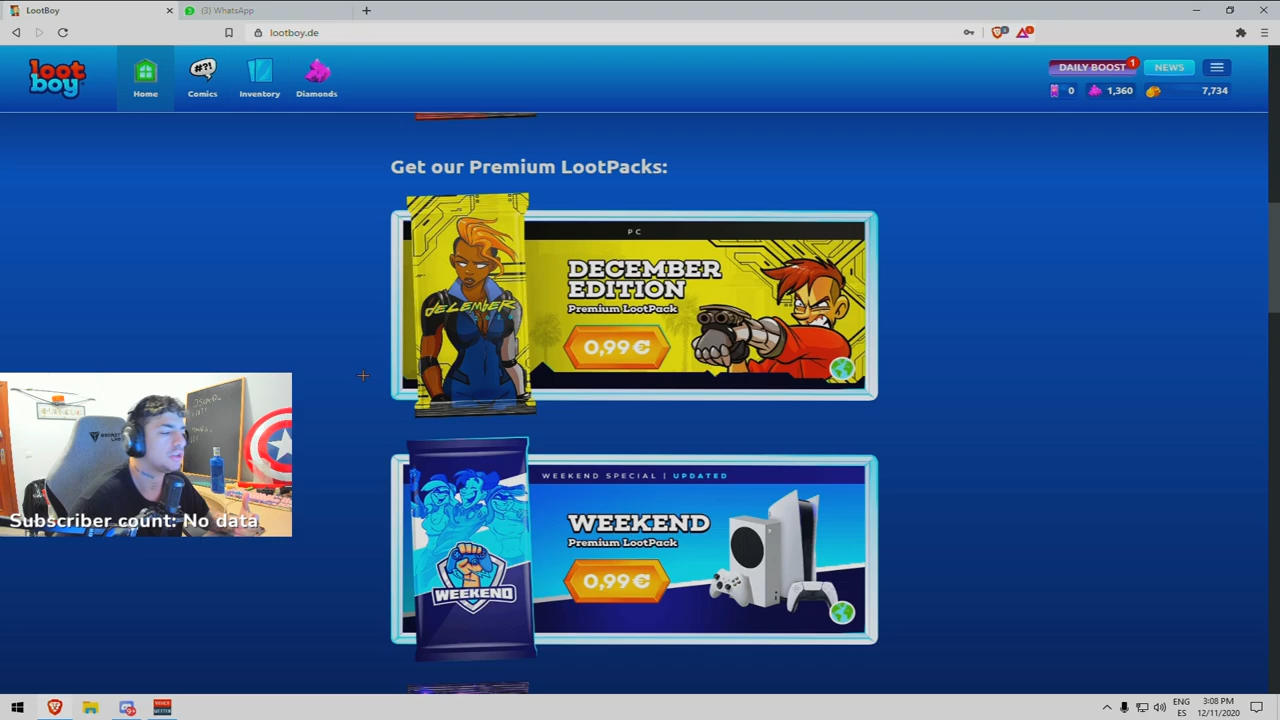 LootBoy
(3) WhatsApp
lootboy.de
loot
boy
Home
#?!
Comics
Inventory
Diamonds
DAILY BOOST
1
NEWS
0
1,360
7,734
Get our Premium LootPacks:
PC
DECEMBER
EDITION
Premium LootPack
0,99 €
DECEMBER
WEEKEND SPECIAL | UPDATED
WEEKEND
Premium LootPack
0,99 €
WEEKEND
Subscriber count: No data
ENG
ES
3:08 PM
12/11/2020